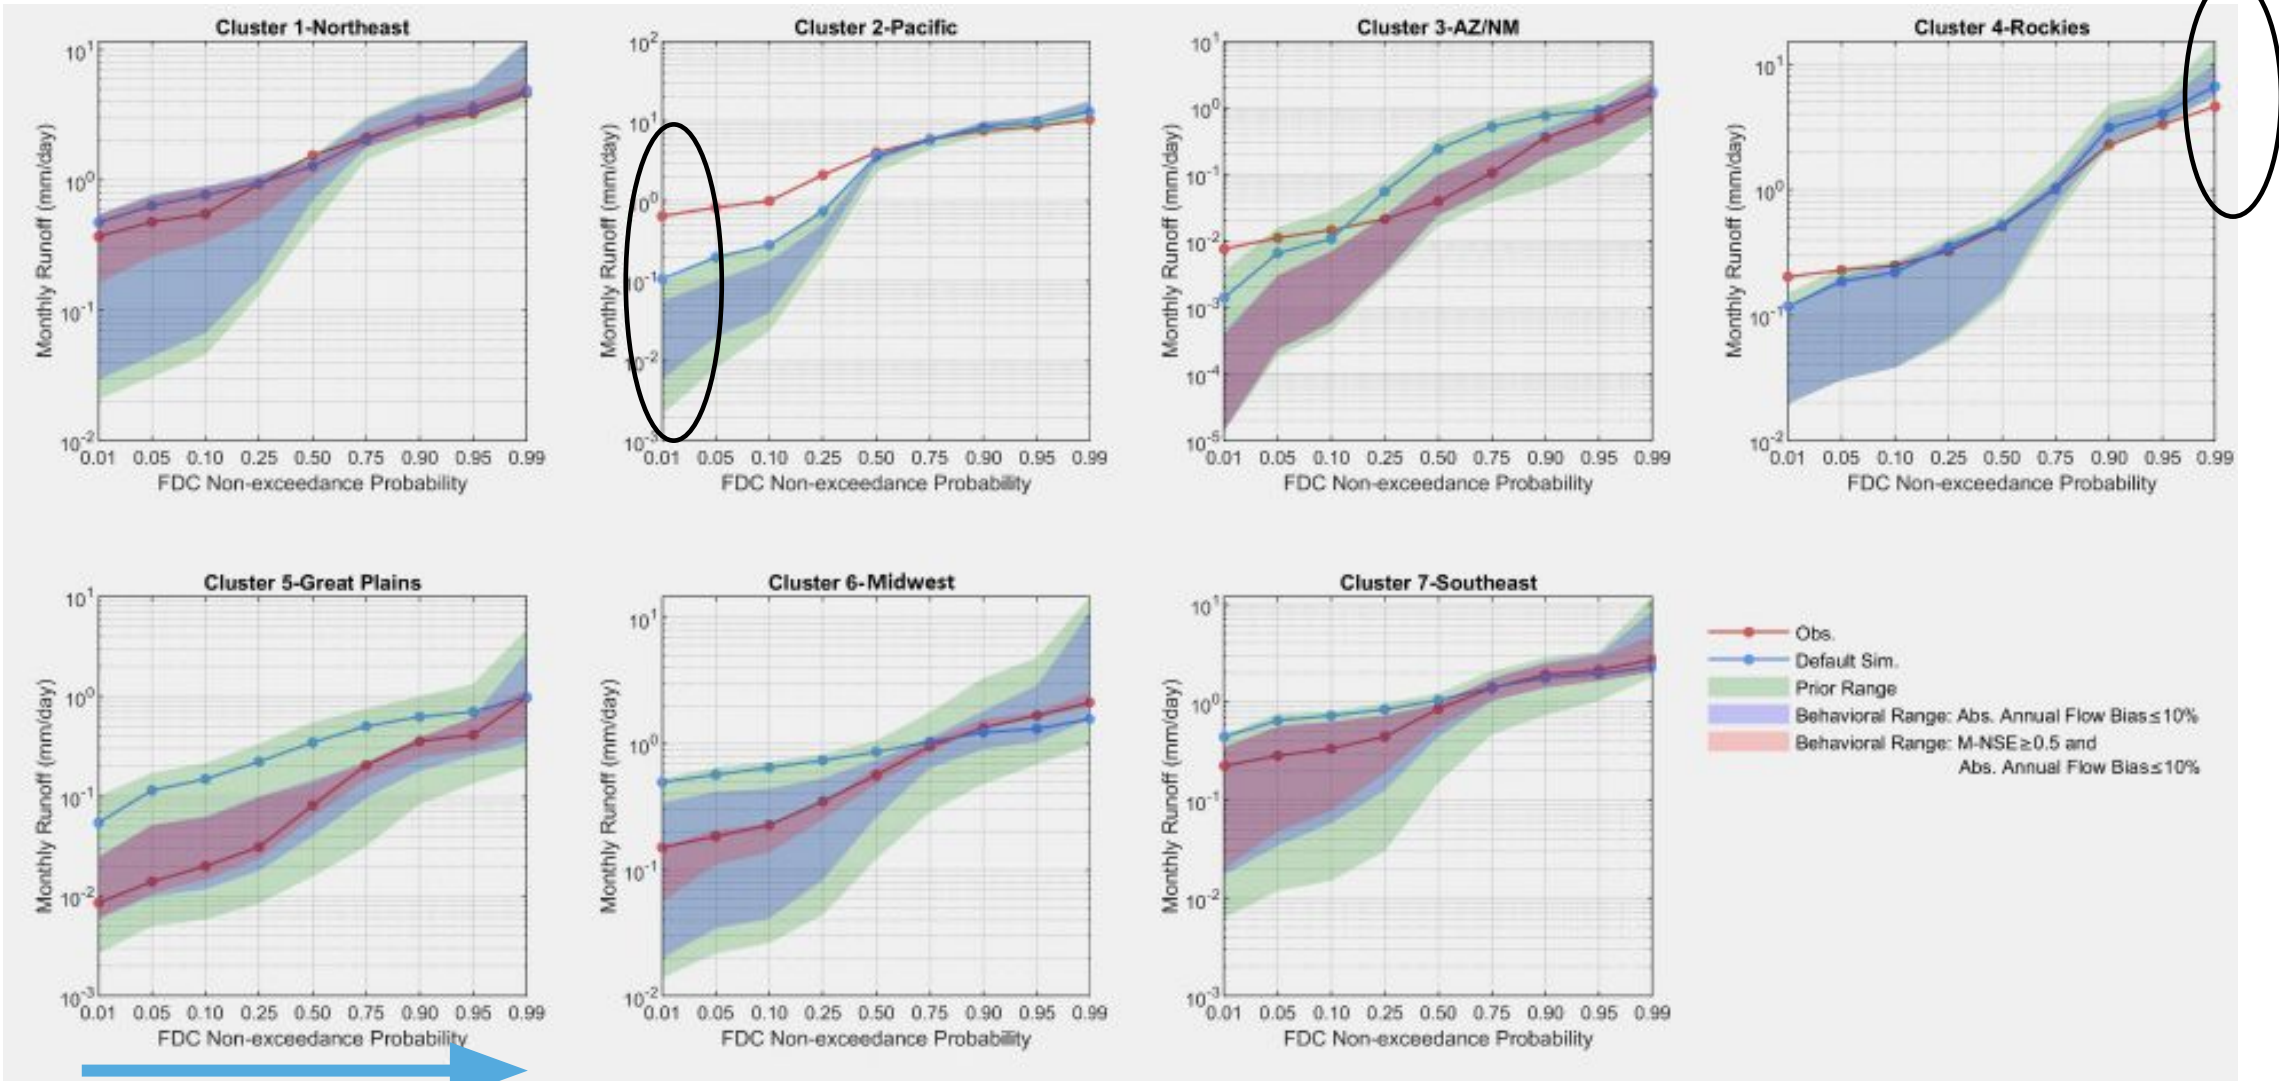 Cluster 1-Northeast
Monthly Runoff (mm/day)
10^1
10^0
10^-1
10^-2
0.01 0.05 0.10 0.25 0.50 0.75 0.90 0.95 0.99
FDC Non-exceedance Probability
Cluster 2-Pacific
Monthly Runoff (mm/day)
10^2
10^1
10^0
10^-1
10^-2
10^-3
0.01 0.05 0.10 0.25 0.50 0.75 0.90 0.95 0.99
FDC Non-exceedance Probability
Cluster 3-AZ/NM
Monthly Runoff (mm/day)
10^1
10^0
10^-1
10^-2
10^-3
10^-4
10^-5
0.01 0.05 0.10 0.25 0.50 0.75 0.90 0.95 0.99
FDC Non-exceedance Probability
Cluster 4-Rockies
Monthly Runoff (mm/day)
10^1
10^0
10^-1
10^-2
0.01 0.05 0.10 0.25 0.50 0.75 0.90 0.95 0.99
FDC Non-exceedance Probability
Cluster 5-Great Plains
Monthly Runoff (mm/day)
10^1
10^0
10^-1
10^-2
10^-3
0.01 0.05 0.10 0.25 0.50 0.75 0.90 0.95 0.99
FDC Non-exceedance Probability
Cluster 6-Midwest
Monthly Runoff (mm/day)
10^1
10^0
10^-1
10^-2
0.01 0.05 0.10 0.25 0.50 0.75 0.90 0.95 0.99
FDC Non-exceedance Probability
Cluster 7-Southeast
Monthly Runoff (mm/day)
10^1
10^0
10^-1
10^-2
10^-3
0.01 0.05 0.10 0.25 0.50 0.75 0.90 0.95 0.99
FDC Non-exceedance Probability
Obs.
Default Sim.
Prior Range
Behavioral Range: Abs. Annual Flow Bias≤10%
Behavioral Range: M-NSE≥0.5 and
Abs. Annual Flow Bias≤10%